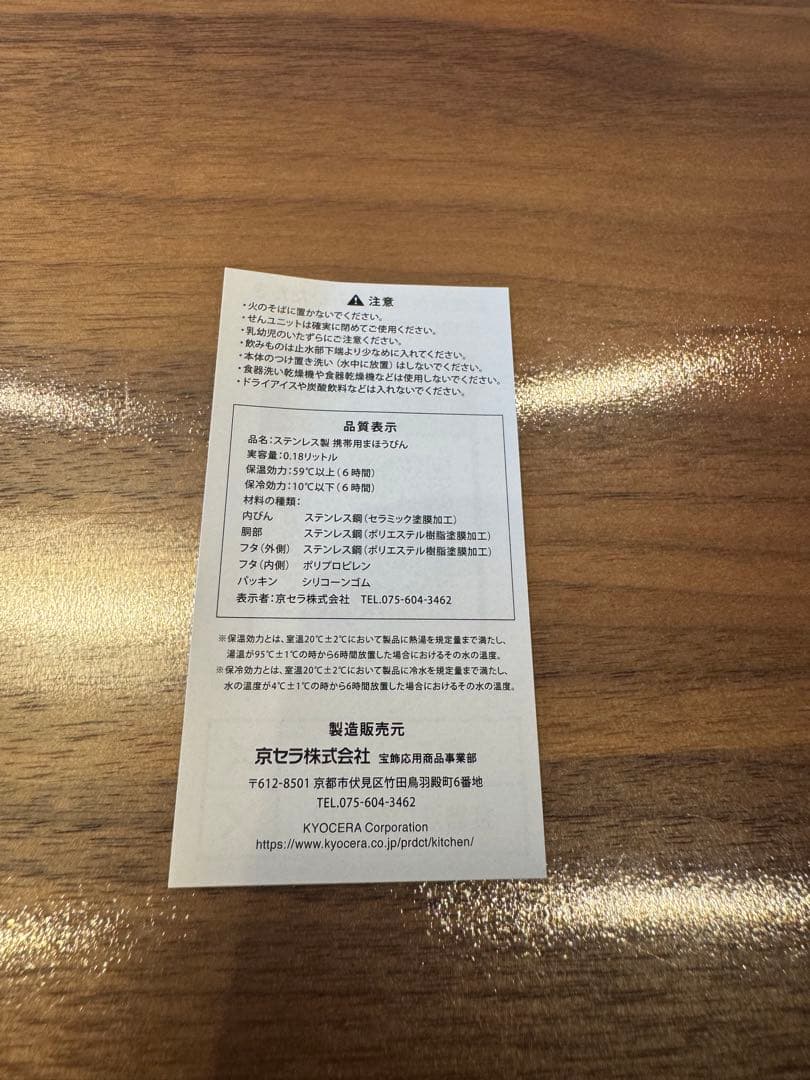 ⚠ 注意
・火のそばに置かないでください。
・せんユニットは確実に閉めてご使用ください。
・乳幼児のいたずらにご注意ください。
・飲みものは止水部下端より少なめに入れてください。
・本体のつけ置き洗い（水中に放置）はしないでください。
・食器洗い乾燥機や食器乾燥機などは使用しないでください。
・ドライアイスや炭酸飲料などは入れないでください。
品質表示
品名：ステンレス製 携帯用まほうびん
実容量：0.18リットル
保温効力：59℃以上（6時間）
保冷効力：10℃以下（6時間）
材料の種類：
内びん ステンレス鋼（セラミック塗膜加工）
胴部 ステンレス鋼（ポリエステル樹脂塗膜加工）
フタ（外側） ステンレス鋼（ポリエステル樹脂塗膜加工）
フタ（内側） ポリプロピレン
パッキン シリコーンゴム
表示者：京セラ株式会社 TEL.075-604-3462
※保温効力とは、室温20℃±2℃において製品に熱湯を規定量まで満たし、
湯温が95℃±1℃の時から6時間放置した場合におけるその水の温度。
※保冷効力とは、室温20℃±2℃において製品に冷水を規定量まで満たし、
水の温度が4℃±1℃の時から6時間放置した場合におけるその水の温度。
製造販売元
京セラ株式会社 宝飾応用商品事業部
〒612-8501 京都市伏見区竹田鳥羽殿町6番地
TEL.075-604-3462
KYOCERA Corporation
https://www.kyocera.co.jp/prdct/kitchen/